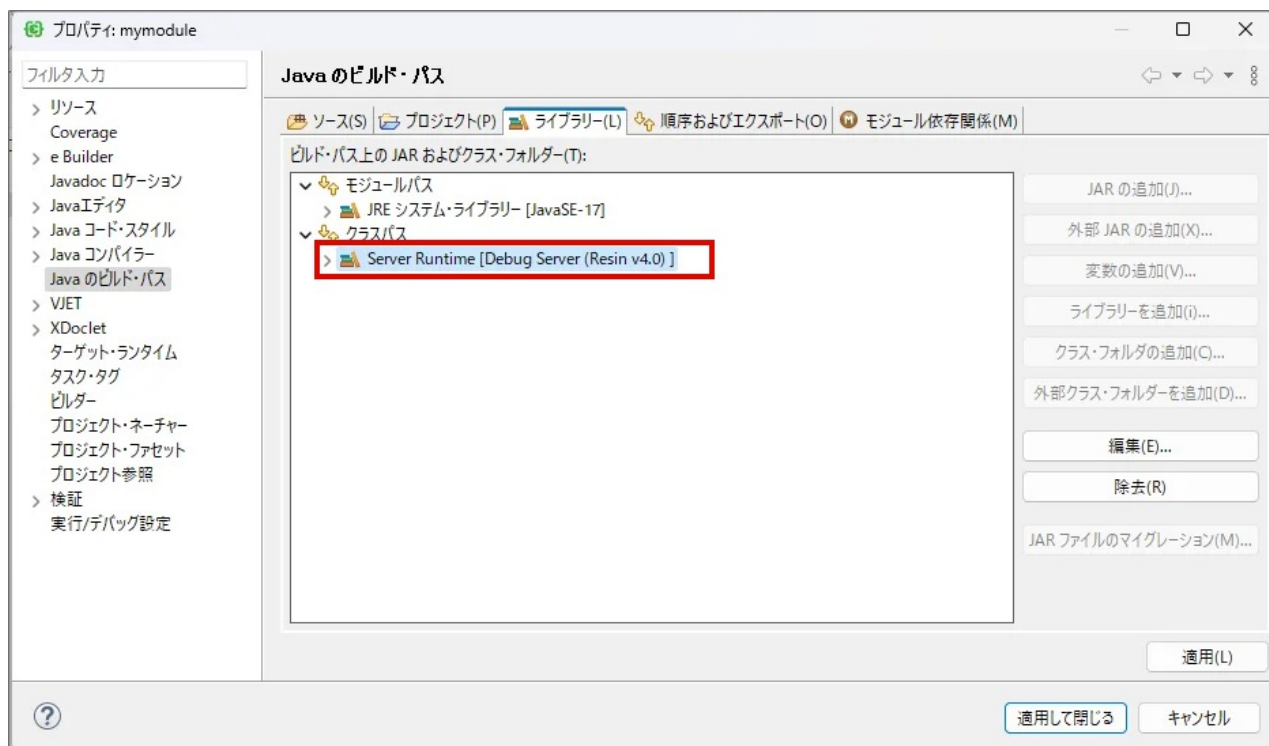 プロパティ: mymodule
フィルタ入力
リソース
Coverage
e Builder
Javadoc ロケーション
Javaエディタ
Java コード・スタイル
Java コンパイラー
Java のビルド・パス
VJET
XDoclet
ターゲット・ランタイム
タスク・タグ
ビルダー
プロジェクト・ネーチャー
プロジェクト・ファセット
プロジェクト参照
検証
実行/デバッグ設定
Java のビルド・パス
ソース(S) プロジェクト(P) ライブラリー(L) 順序およびエクスポート(O) モジュール依存関係(M)
ビルド・パス上の JAR およびクラス・フォルダー(T):
モジュールパス
JRE システム・ライブラリー [JavaSE-17]
クラスパス
Server Runtime [Debug Server (Resin v4.0) ]
JAR の追加(J)...
外部 JAR の追加(X)...
変数の追加(V)...
ライブラリーを追加(i)...
クラス・フォルダの追加(C)...
外部クラス・フォルダーを追加(D)...
編集(E)...
除去(R)
JAR ファイルのマイグレーション(M)...
適用(L)
適用して閉じる
キャンセル